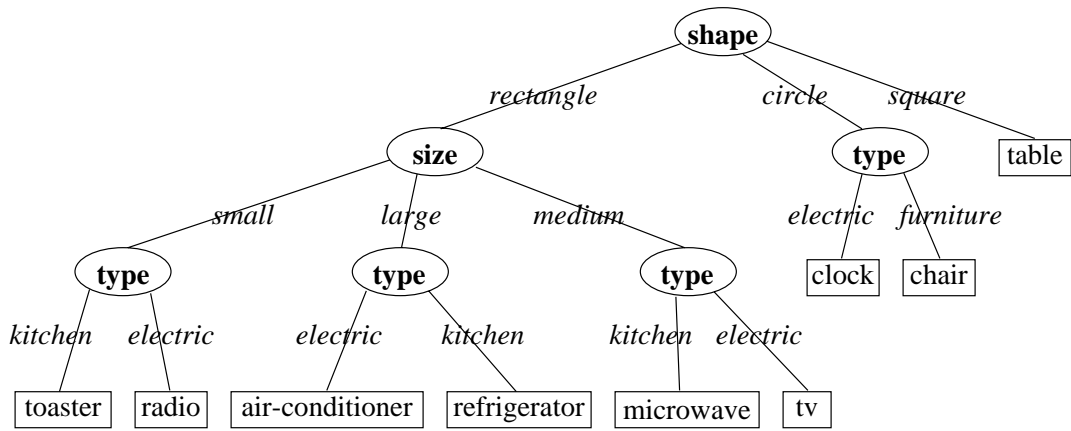 shape
rectangle circle square
size type table
small large medium electric furniture
type type type clock chair
kitchen electric electric kitchen kitchen electric
toaster radio air-conditioner refrigerator microwave tv